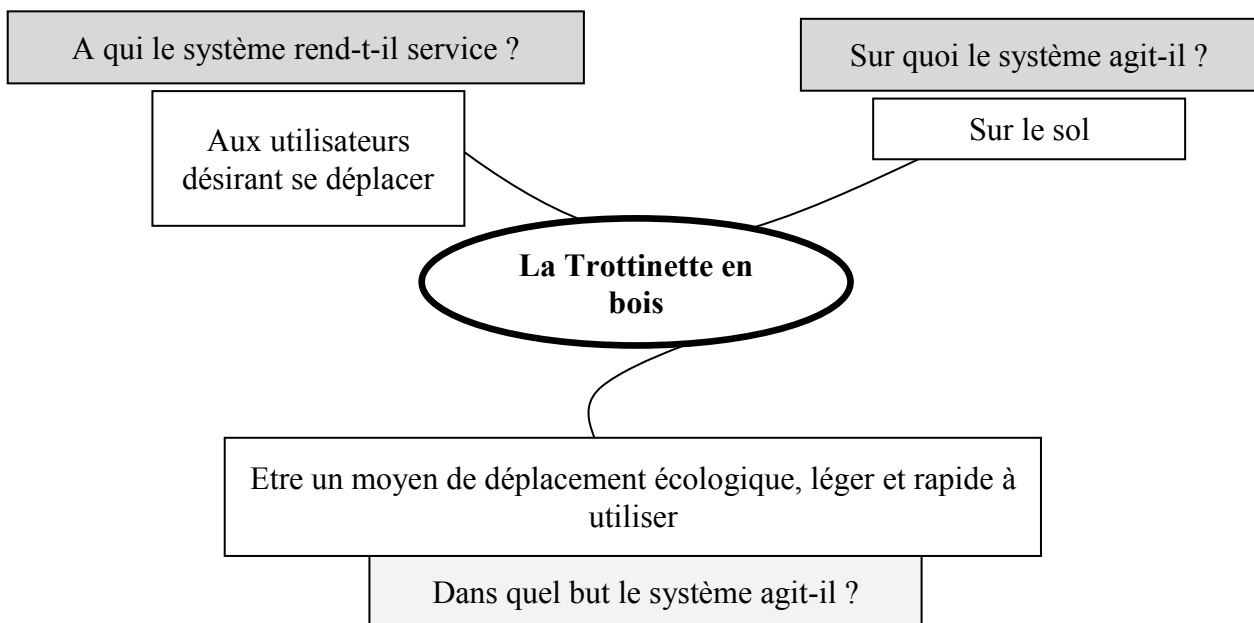 A qui le système rend-t-il service ?
Sur quoi le système agit-il ?
Aux utilisateurs
désirant se déplacer
Sur le sol
La Trottinette en
bois
Etre un moyen de déplacement écologique, léger et rapide à
utiliser
Dans quel but le système agit-il ?